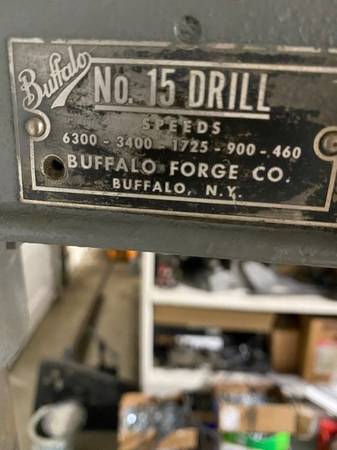 Buffalo No. 15 DRILL
SPEEDS
6300 - 3400 - 1725 - 900 - 460
BUFFALO FORGE CO.
BUFFALO, N.Y.